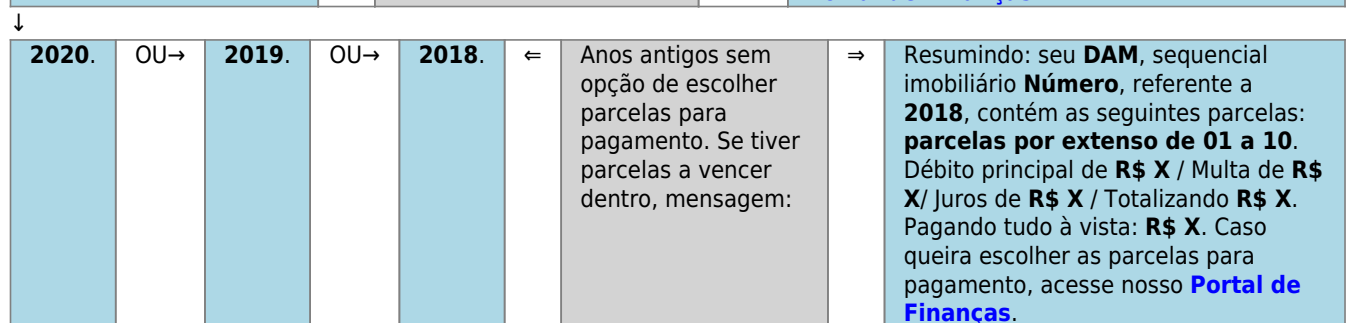 ↓
2020. OU→ 2019. OU→ 2018. ⇐
Anos antigos sem
opção de escolher
parcelas para
pagamento. Se tiver
parcelas a vencer
dentro, mensagem:
⇒
Resumindo: seu DAM, sequencial
imobiliário Número, referente a
2018, contém as seguintes parcelas:
parcelas por extenso de 01 a 10.
Débito principal de R$ X / Multa de R$
X/ Juros de R$ X / Totalizando R$ X.
Pagando tudo à vista: R$ X. Caso
queira escolher as parcelas para
pagamento, acesse nosso Portal de
Finanças.